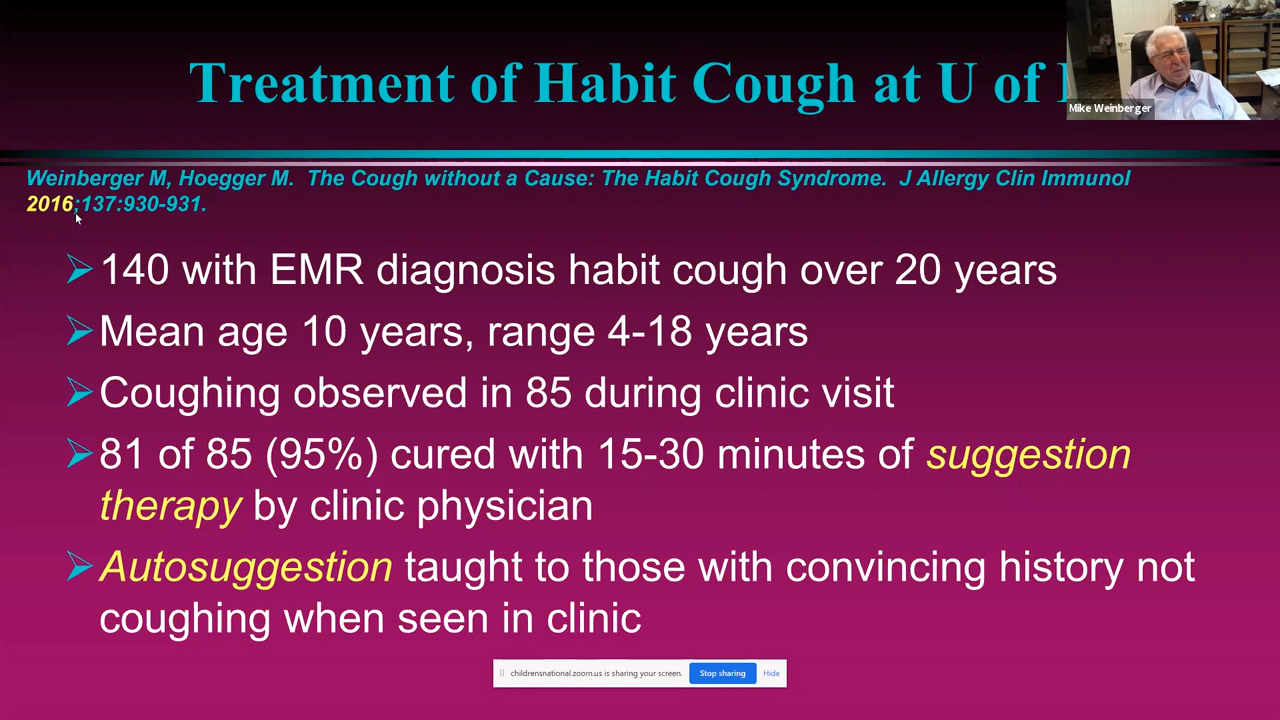 Treatment of Habit Cough at U of
Mike Weinberger
Weinberger M, Hoegger M. The Cough without a Cause: The Habit Cough Syndrome. J Allergy Clin Immunol
2016;137:930-931.
140 with EMR diagnosis habit cough over 20 years
Mean age 10 years, range 4-18 years
Coughing observed in 85 during clinic visit
81 of 85 (95%) cured with 15-30 minutes of suggestion
therapy by clinic physician
Autosuggestion taught to those with convincing history not
coughing when seen in clinic
childrensnational.zoom.us is sharing your screen. Stop sharing Hide